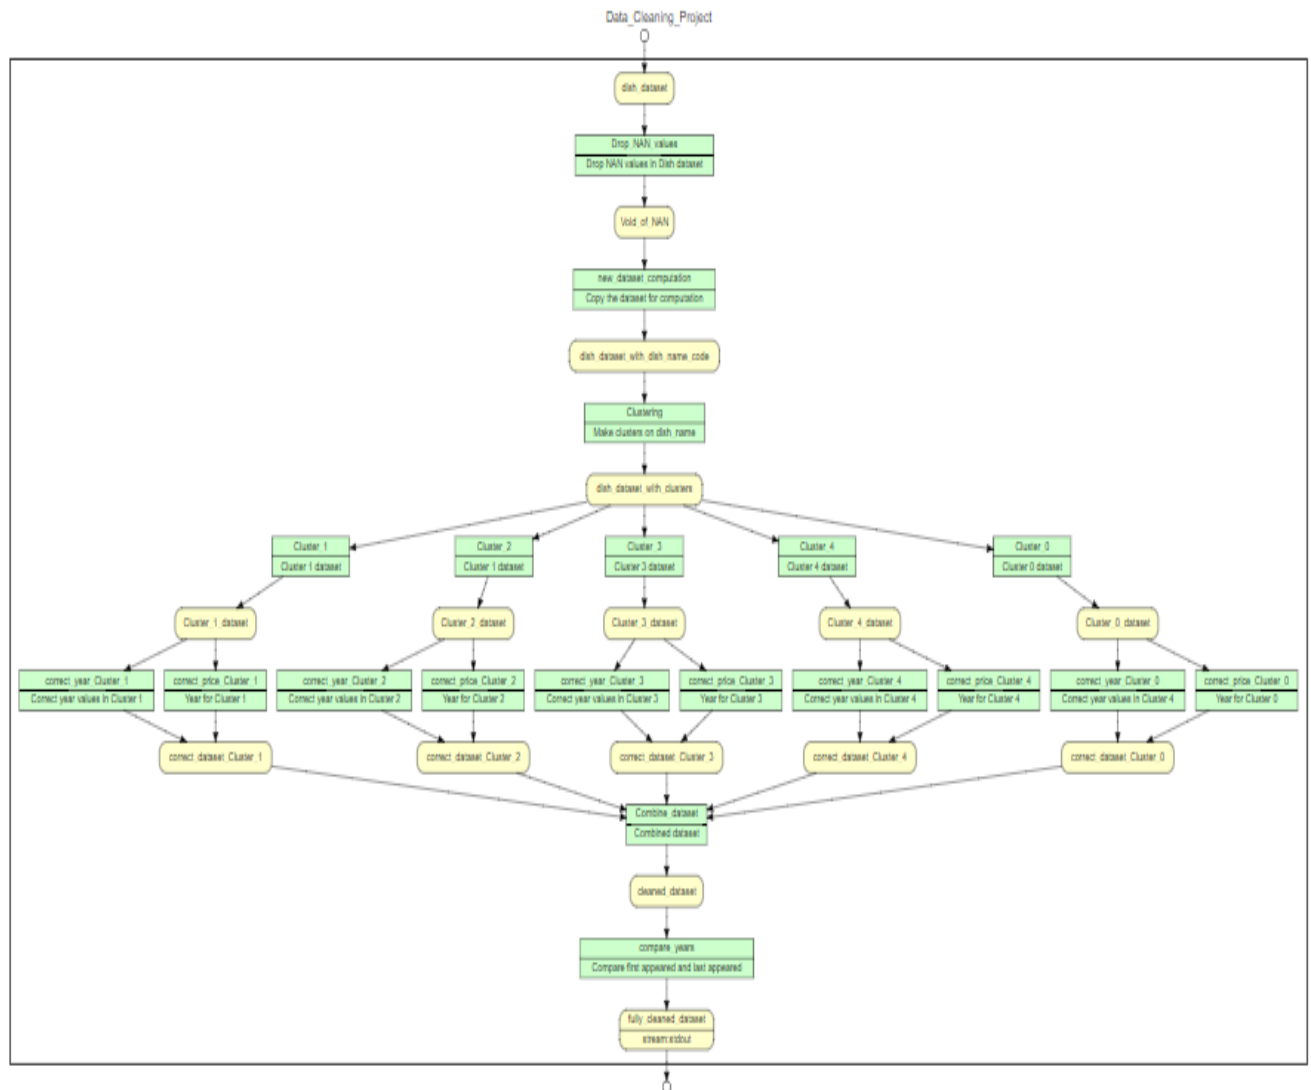 Data_Cleaning_Project
dish_dataset
Drop_NAN_values
Drop NAN values in Dish dataset
Void_of_NAN
new_dataset_computation
Copy the dataset for computation
dish_dataset_with_dish_name_code
Clustering
Make clusters on dish_name
dish_dataset_with_clusters
Cluster_1
Cluster 1 dataset
Cluster_2
Cluster 1 dataset
Cluster_3
Cluster 3 dataset
Cluster_4
Cluster 4 dataset
Cluster_0
Cluster 0 dataset
Cluster_1_dataset
Cluster_2_dataset
Cluster_3_dataset
Cluster_4_dataset
Cluster_0_dataset
correct_year_Cluster_1
Correct year values in Cluster 1
correct_price_Cluster_1
Year for Cluster 1
correct_year_Cluster_2
Correct year values in Cluster 2
correct_price_Cluster_2
Year for Cluster 2
correct_year_Cluster_3
Correct year values in Cluster 3
correct_price_Cluster_3
Year for Cluster 3
correct_year_Cluster_4
Correct year values in Cluster 4
correct_price_Cluster_4
Year for Cluster 4
correct_year_Cluster_0
Correct year values in Cluster 4
correct_price_Cluster_0
Year for Cluster 0
correct_dataset_Cluster_1
correct_dataset_Cluster_2
correct_dataset_Cluster_3
correct_dataset_Cluster_4
correct_dataset_Cluster_0
Combine_dataset
Combined dataset
cleaned_dataset
compare_years
Compare first appeared and last appeared
fully_cleaned_dataset
stream:stdout